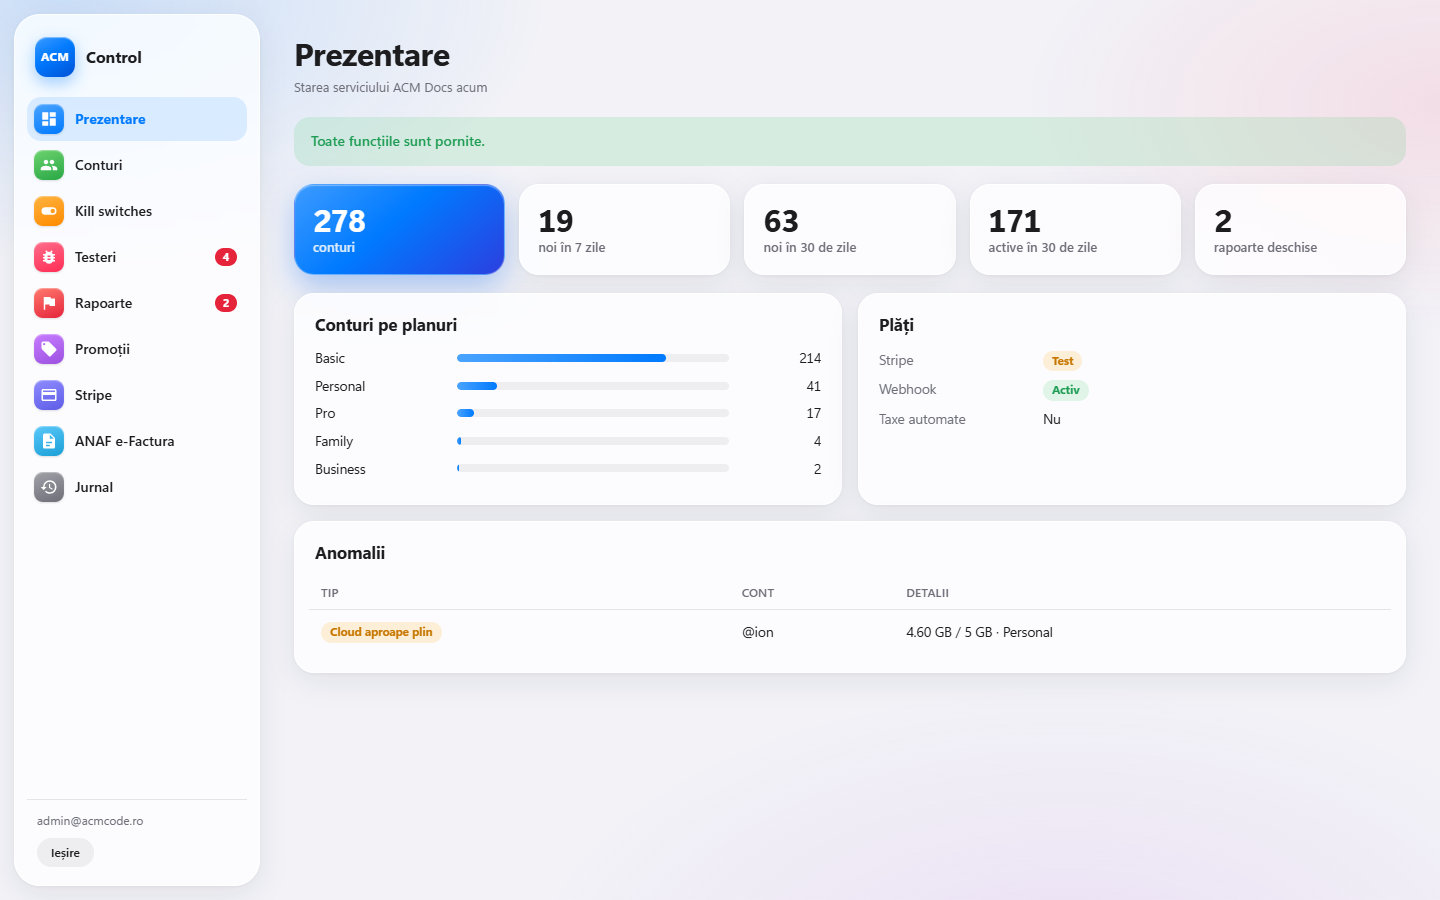 ACM
Control
Prezentare
Conturi
Kill switches
Testeri 4
Rapoarte 2
Promoții
Stripe
ANAF e-Factura
Jurnal
admin@acmcode.ro
Ieșire
Prezentare
Starea serviciului ACM Docs acum
Toate funcțiile sunt pornite.
278
conturi
19
noi în 7 zile
63
noi în 30 de zile
171
active în 30 de zile
2
rapoarte deschise
Conturi pe planuri
Basic 214
Personal 41
Pro 17
Family 4
Business 2
Plăți
Stripe Test
Webhook Activ
Taxe automate Nu
Anomalii
TIP CONT DETALII
Cloud aproape plin @ion 4.60 GB / 5 GB · Personal